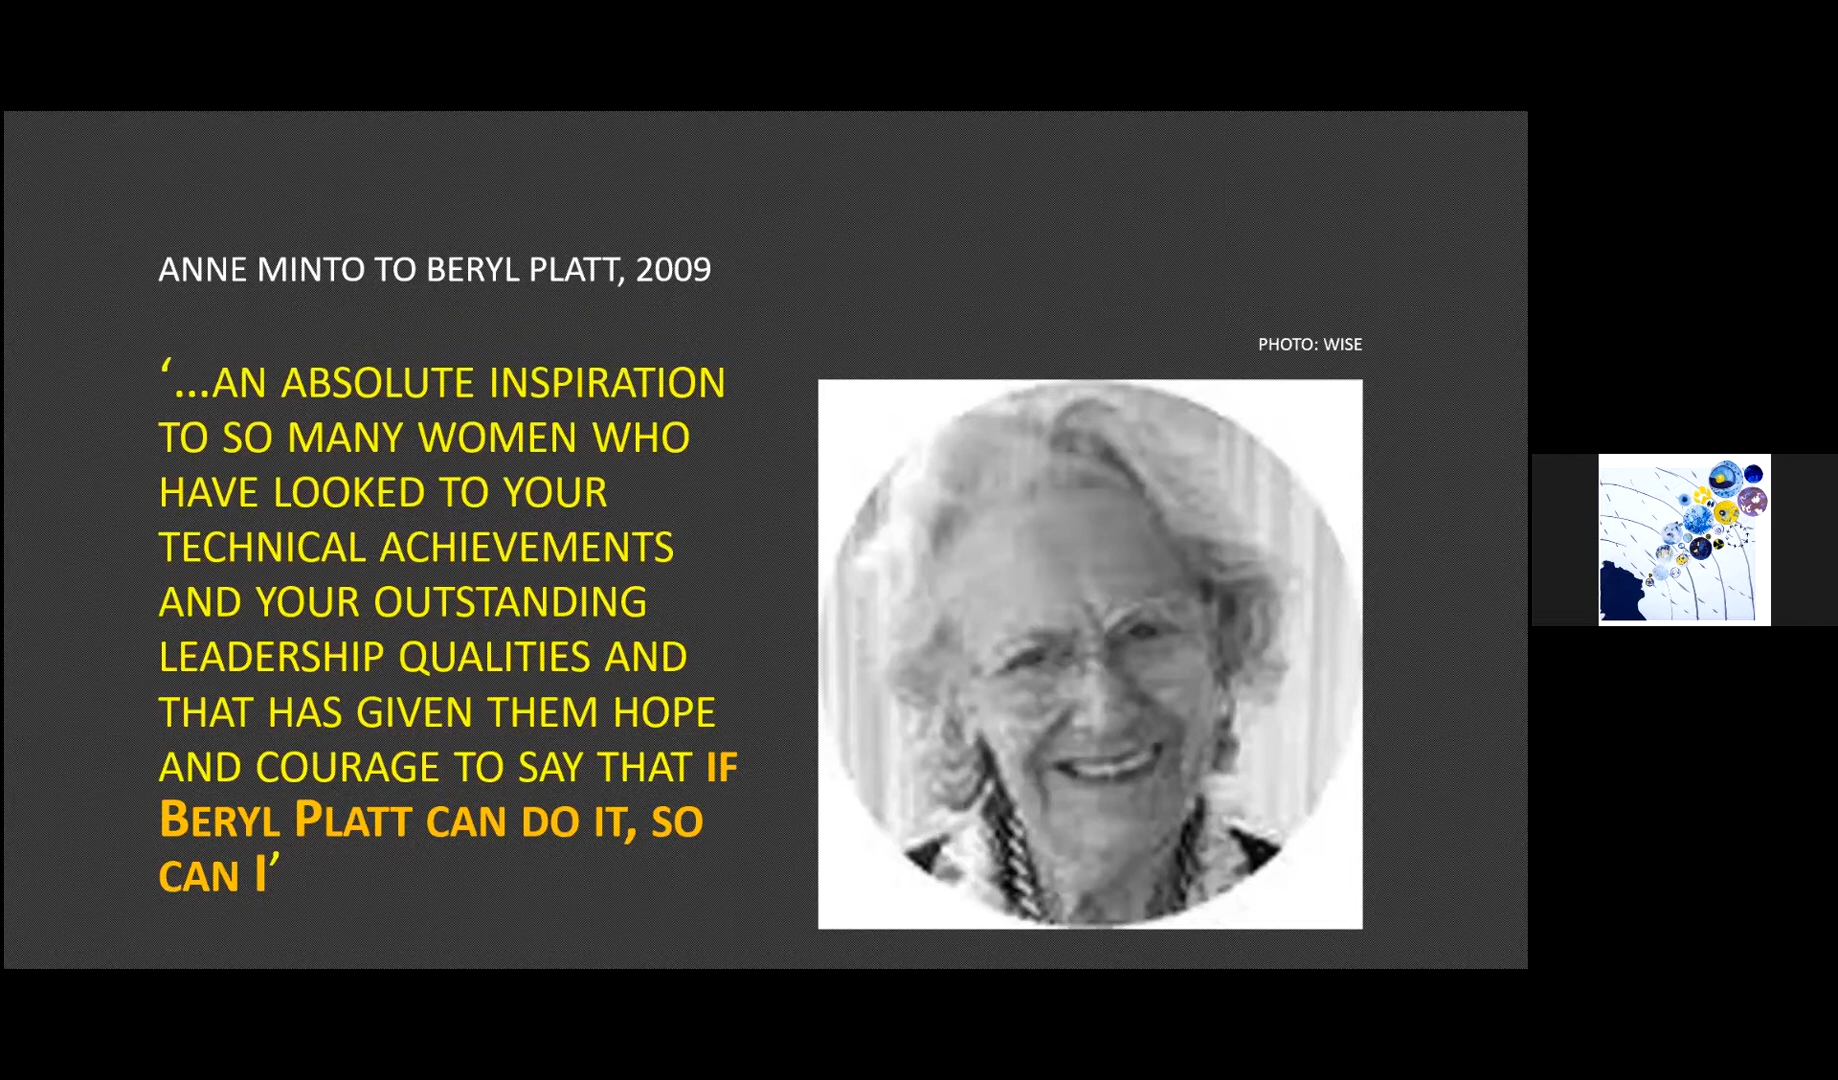 ANNE MINTO TO BERYL PLATT, 2009
PHOTO: WISE
‘...AN ABSOLUTE INSPIRATION
TO SO MANY WOMEN WHO
HAVE LOOKED TO YOUR
TECHNICAL ACHIEVEMENTS
AND YOUR OUTSTANDING
LEADERSHIP QUALITIES AND
THAT HAS GIVEN THEM HOPE
AND COURAGE TO SAY THAT IF
BERYL PLATT CAN DO IT, SO
CAN I’